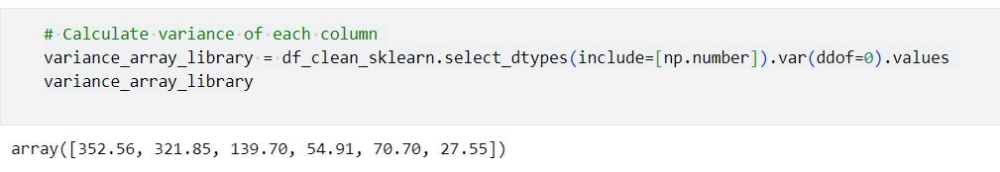 # Calculate variance of each column
variance_array_library = df_clean_sklearn.select_dtypes(include=[np.number]).var(ddof=0).values
variance_array_library
array([352.56, 321.85, 139.70, 54.91, 70.70, 27.55])